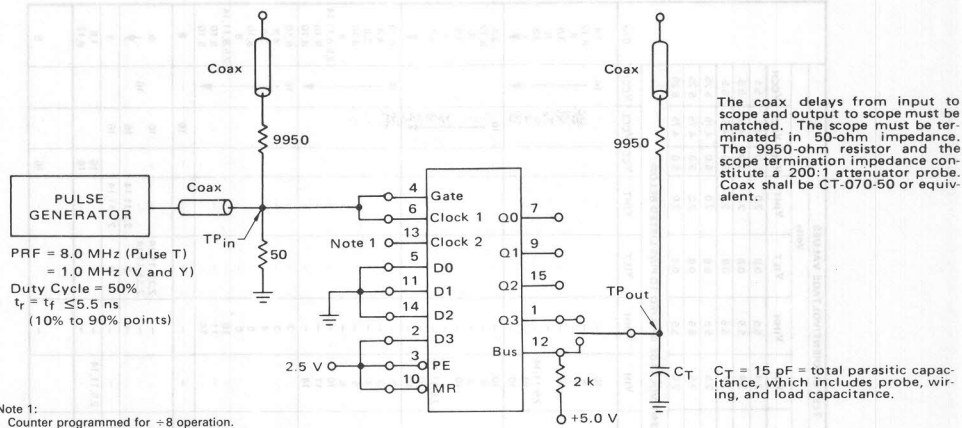 Coax
9950
PULSE
GENERATOR
Coax
TPin
50
PRF = 8.0 MHz (Pulse T)
= 1.0 MHz (V and Y)
Duty Cycle = 50%
tr = tf ≤5.5 ns
(10% to 90% points)
4
Gate
6
Clock 1
Note 1
13
Clock 2
5
D0
11
D1
14
D2
2
D3
2.5 V
3
PE
10
MR
Q0
7
Q1
9
Q2
15
Q3
1
Bus
12
2 k
+5.0 V
Coax
9950
TPout
CT
The coax delays from input to
scope and output to scope must be
matched. The scope must be ter-
minated in 50-ohm impedance.
The 9950-ohm resistor and the
scope termination impedance con-
stitute a 200:1 attenuator probe.
Coax shall be CT-070-50 or equiv-
alent.
CT = 15 pF = total parasitic capac-
itance, which includes probe, wir-
ing, and load capacitance.
Note 1:
Counter programmed for ÷8 operation.